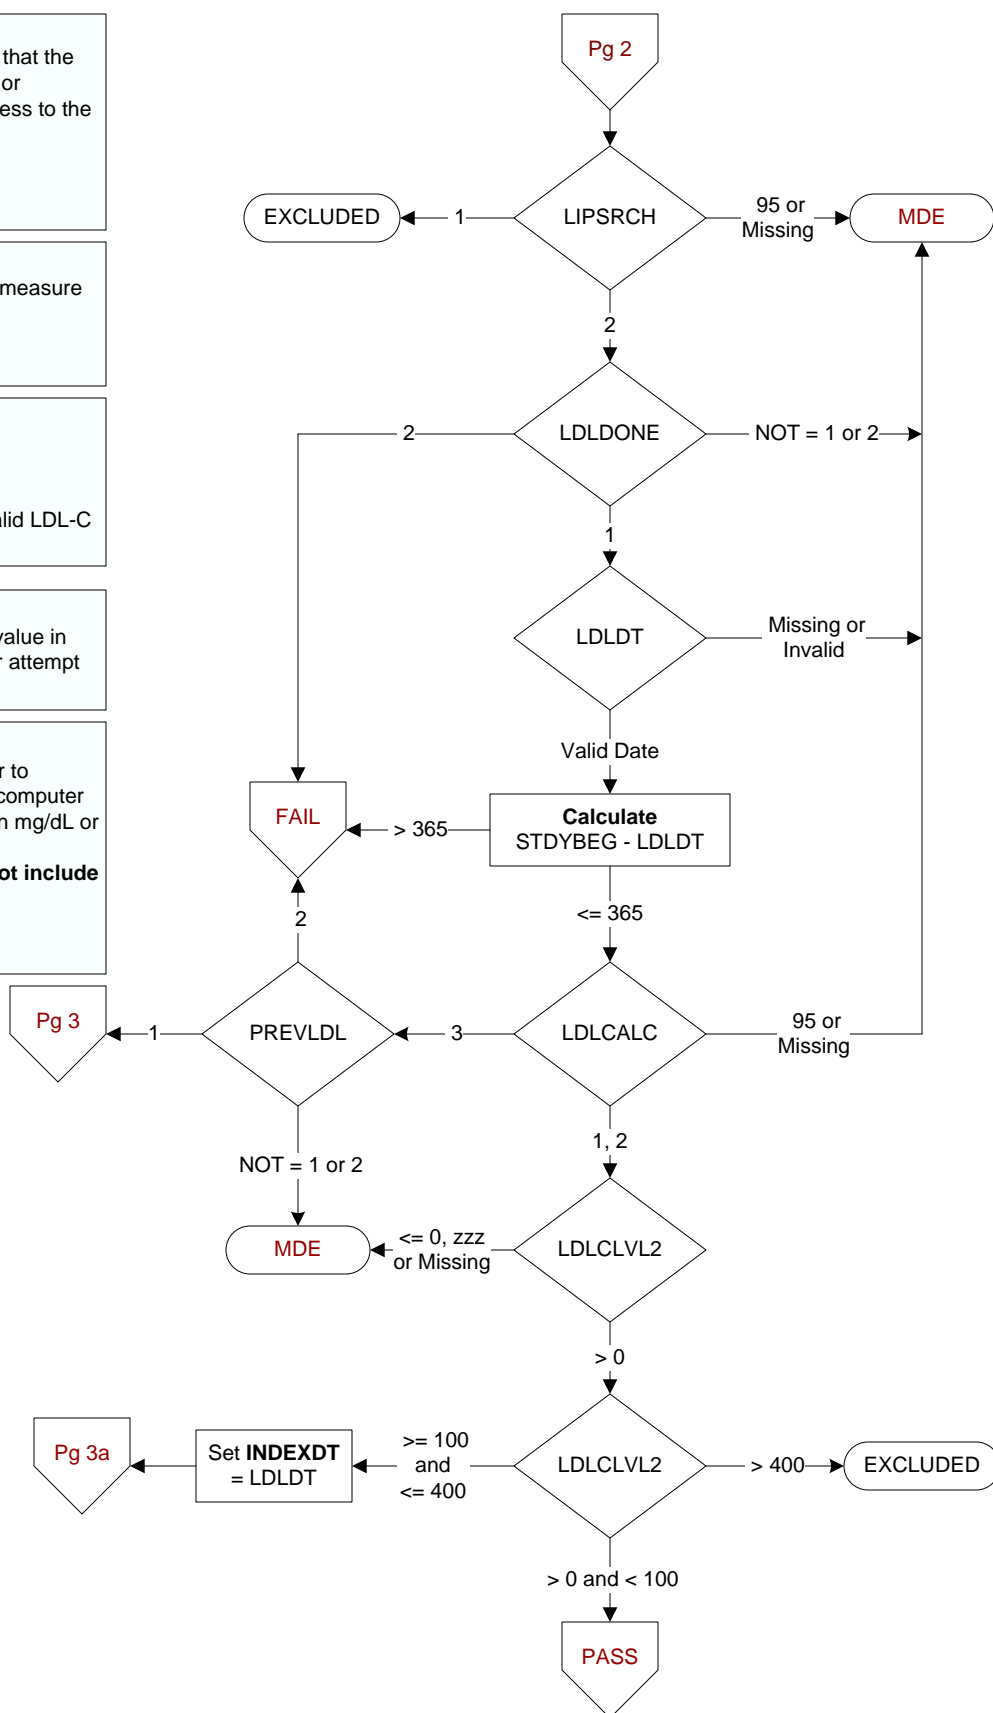 that the
or
ess to the
measure
alid LDL-C
value in
r attempt
r to
computer
n mg/dL or
ot include
Pg 2
EXCLUDED
1
LIPSRCH
95 or
Missing
MDE
2
2
LDLDONE
NOT = 1 or 2
1
LDLDT
Missing or
Invalid
Valid Date
FAIL
> 365
Calculate
STDYBEG - LDLDT
<= 365
2
Pg 3
1
PREVLDL
3
LDLCALC
95 or
Missing
NOT = 1 or 2
1, 2
MDE
<= 0, zzz
or Missing
LDLCLVL2
> 0
Pg 3a
Set INDEXDT
= LDLDT
>= 100
and
<= 400
LDLCLVL2
> 400
EXCLUDED
> 0 and < 100
PASS